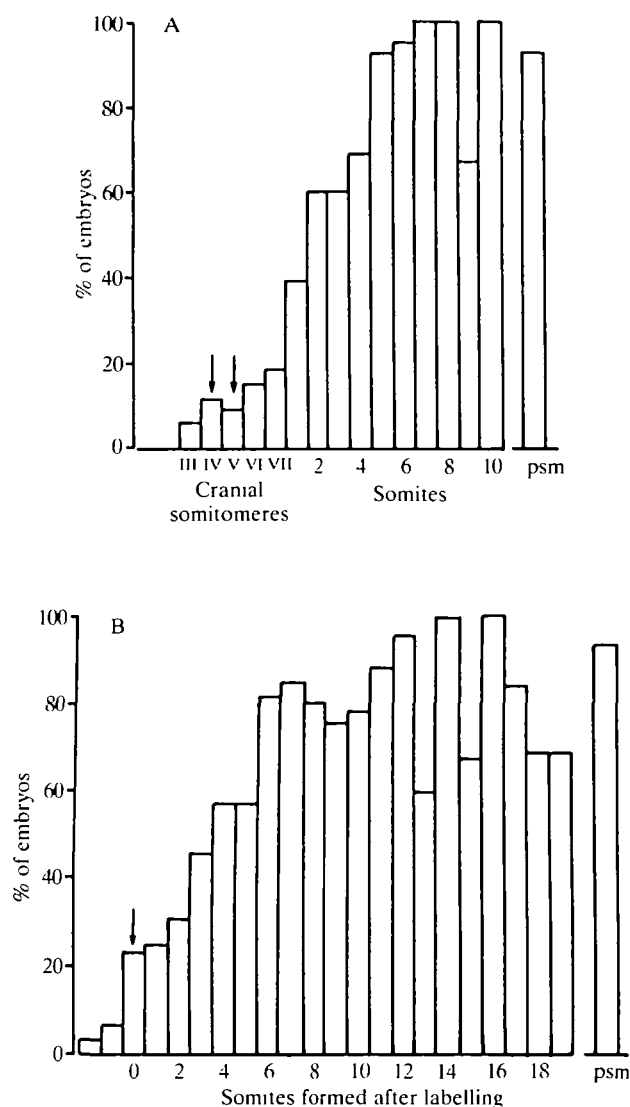 A
100
80
60
40
20
0
% of embryos
III IV V VI VII 2 4 6 8 10 psm
Cranial somitomeres
Somites
B
100
80
60
40
20
0
% of embryos
0 2 4 6 8 10 12 14 16 18 psm
Somites formed after labelling